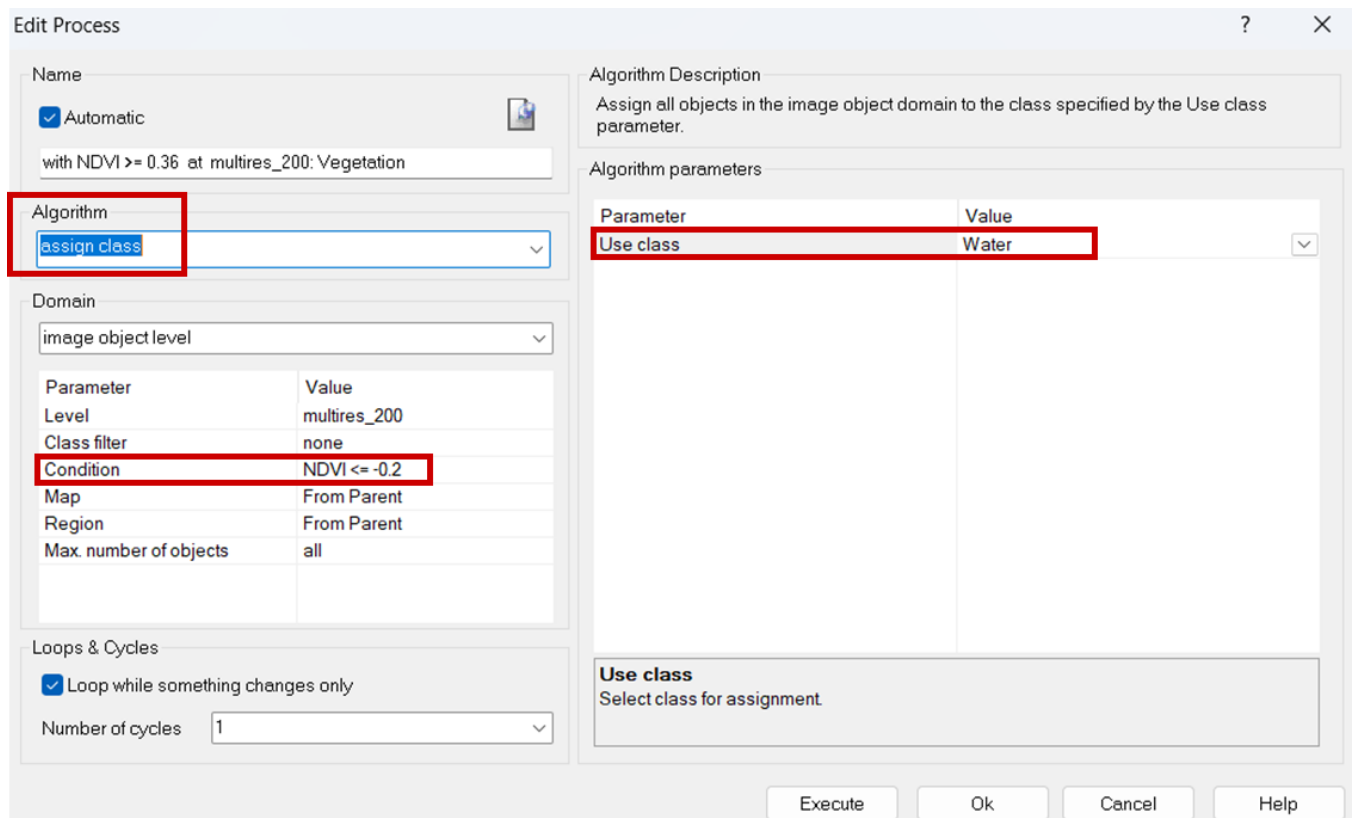 Edit Process
?
Name
Automatic
with NDVI >= 0.36 at multires_200: Vegetation
Algorithm
assign class
Domain
image object level
Parameter Value
Level multires_200
Class filter none
Condition NDVI <= -0.2
Map From Parent
Region From Parent
Max. number of objects all
Loops & Cycles
Loop while something changes only
Number of cycles 1
Algorithm Description
Assign all objects in the image object domain to the class specified by the Use class
parameter.
Algorithm parameters
Parameter Value
Use class Water
Use class
Select class for assignment.
Execute Ok Cancel Help